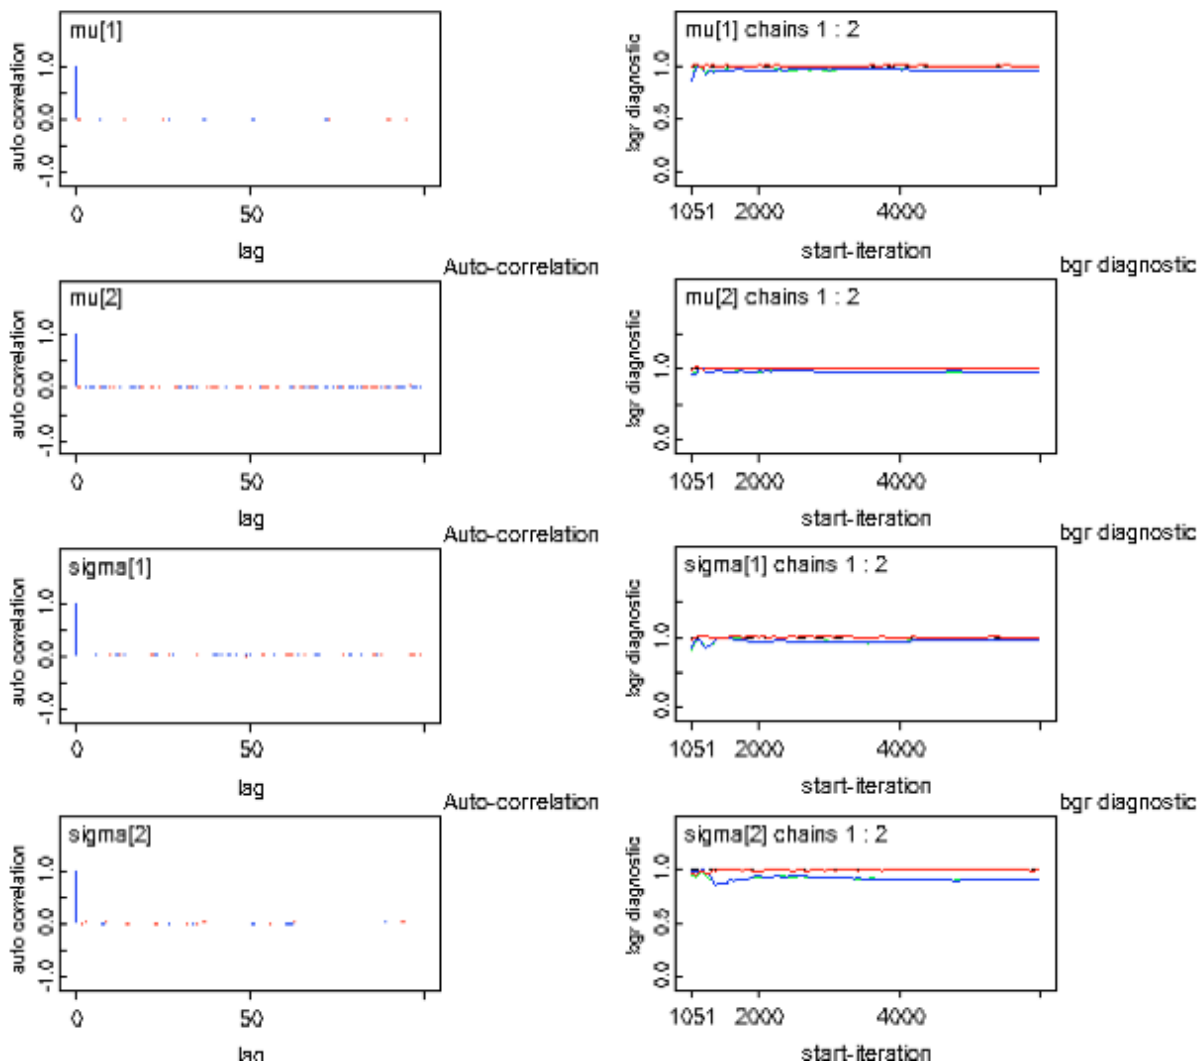 mu[1]
auto correlation
1.0
0.0
-1.0
0
50
lag
Auto-correlation
mu[1] chains 1 : 2
bgr diagnostic
1.0
0.5
0.0
1051
2000
4000
start-iteration
bgr diagnostic
mu[2]
auto correlation
1.0
0.0
-1.0
0
50
lag
Auto-correlation
mu[2] chains 1 : 2
bgr diagnostic
1.0
0.0
1051
2000
4000
start-iteration
bgr diagnostic
sigma[1]
auto correlation
1.0
0.0
-1.0
0
50
lag
Auto-correlation
sigma[1] chains 1 : 2
bgr diagnostic
1.0
0.0
1051
2000
4000
start-iteration
bgr diagnostic
sigma[2]
auto correlation
1.0
0.0
-1.0
0
50
lag
sigma[2] chains 1 : 2
bgr diagnostic
1.0
0.5
0.0
1051
2000
4000
start-iteration